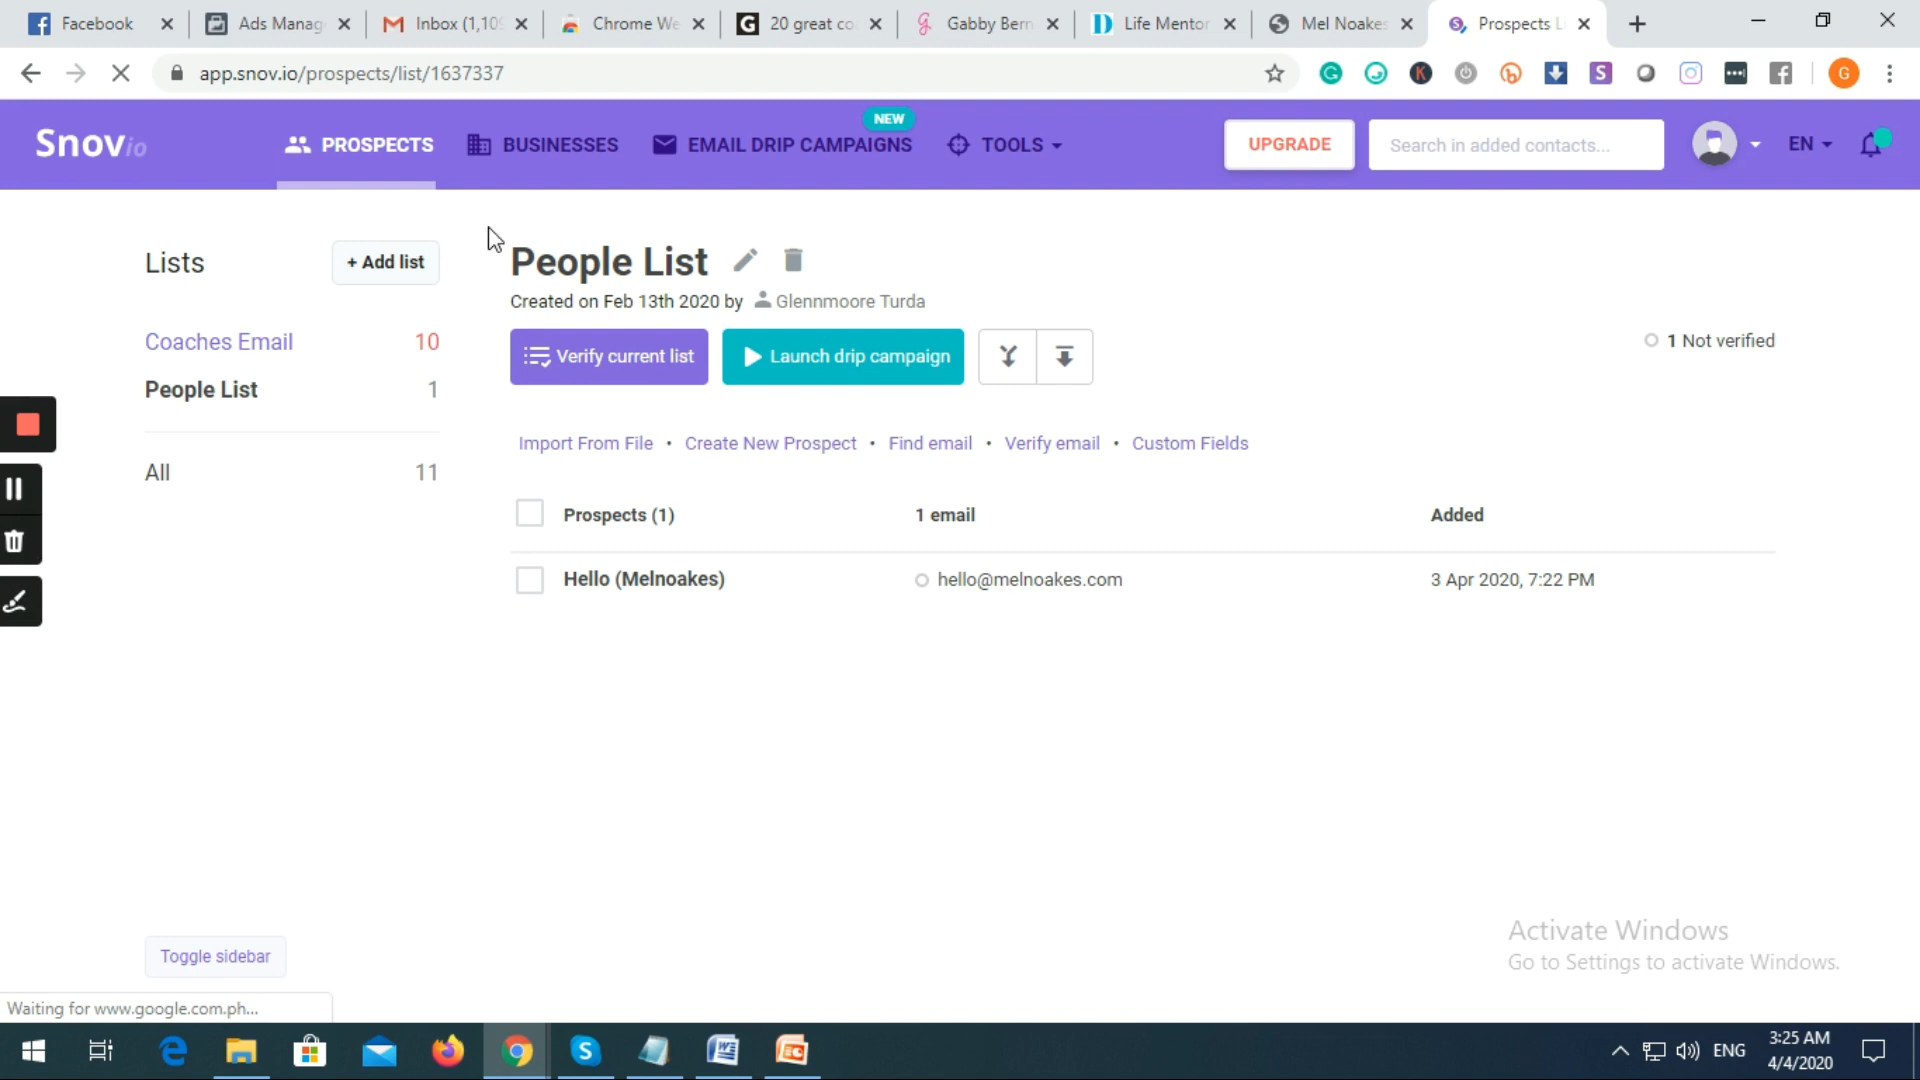 Facebook
Ads Manag
Inbox (1,109
Chrome We
20 great co
Gabby Bern
Life Mentor
Mel Noakes
Prospects L
app.snov.io/prospects/list/1637337
Snovio
PROSPECTS
BUSINESSES
EMAIL DRIP CAMPAIGNS
NEW
TOOLS
UPGRADE
Search in added contacts...
EN
Lists
+ Add list
Coaches Email 10
People List 1
All 11
People List
Created on Feb 13th 2020 by Glennmoore Turda
Verify current list
Launch drip campaign
1 Not verified
Import From File • Create New Prospect • Find email • Verify email • Custom Fields
Prospects (1) 1 email Added
Hello (Melnoakes) hello@melnoakes.com 3 Apr 2020, 7:22 PM
Toggle sidebar
Activate Windows
Go to Settings to activate Windows.
Waiting for www.google.com.ph...
ENG
3:25 AM
4/4/2020